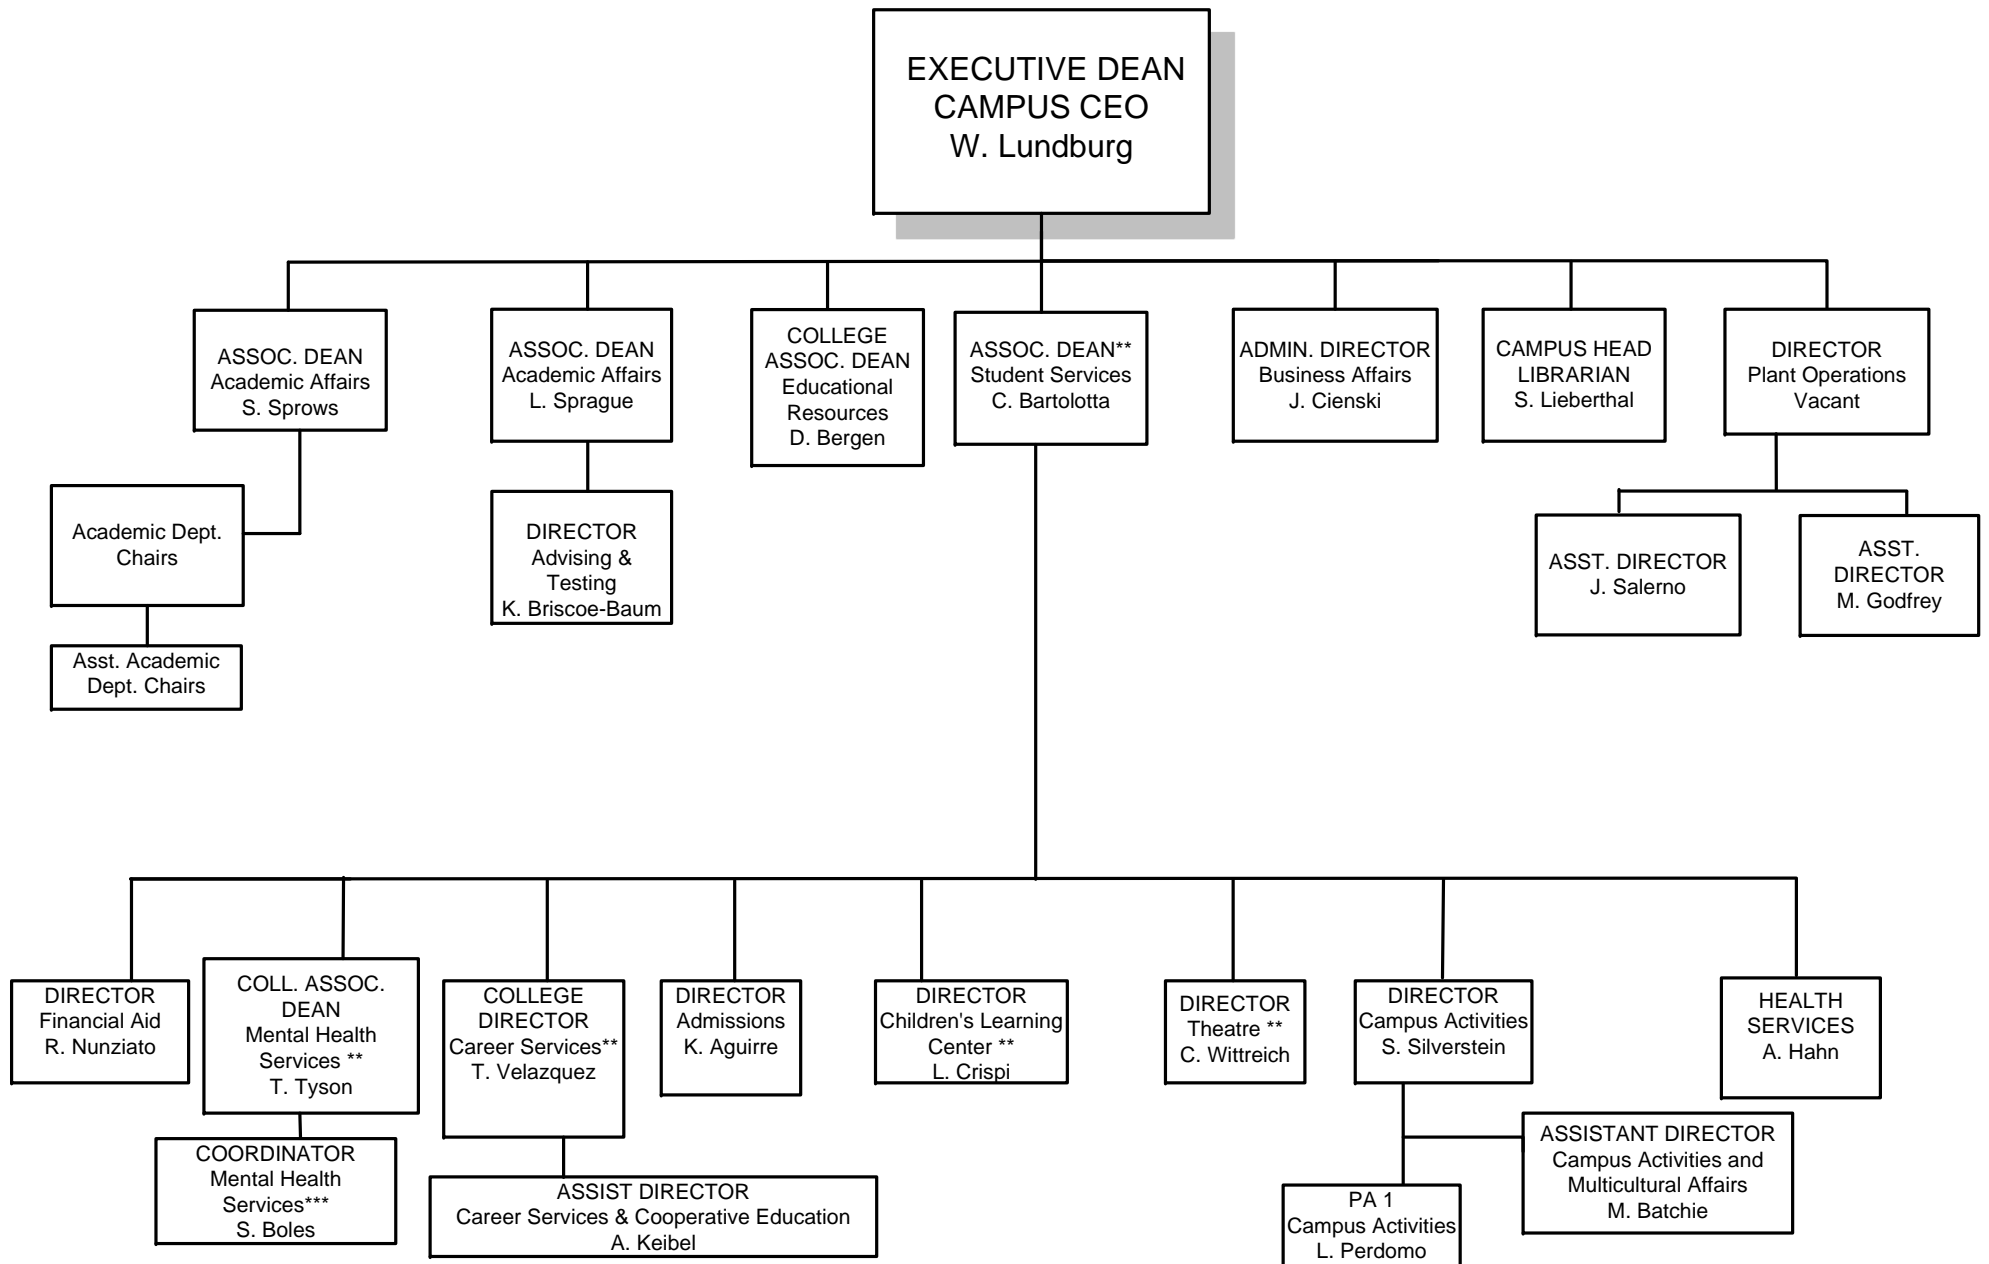 EXECUTIVE DEAN
CAMPUS CEO
W. Lundburg
ASSOC. DEAN
Academic Affairs
S. Sprows
ASSOC. DEAN
Academic Affairs
L. Sprague
COLLEGE
ASSOC. DEAN
Educational
Resources
D. Bergen
ASSOC. DEAN**
Student Services
C. Bartolotta
ADMIN. DIRECTOR
Business Affairs
J. Cienski
CAMPUS HEAD
LIBRARIAN
S. Lieberthal
DIRECTOR
Plant Operations
Vacant
Academic Dept.
Chairs
Asst. Academic
Dept. Chairs
DIRECTOR
Advising &
Testing
K. Briscoe-Baum
ASST. DIRECTOR
J. Salerno
ASST.
DIRECTOR
M. Godfrey
DIRECTOR
Financial Aid
R. Nunziato
COLL. ASSOC.
DEAN
Mental Health
Services **
T. Tyson
COLLEGE
DIRECTOR
Career Services**
T. Velazquez
DIRECTOR
Admissions
K. Aguirre
DIRECTOR
Children's Learning
Center **
L. Crispi
DIRECTOR
Theatre **
C. Wittreich
DIRECTOR
Campus Activities
S. Silverstein
HEALTH
SERVICES
A. Hahn
COORDINATOR
Mental Health
Services***
S. Boles
ASSIST DIRECTOR
Career Services & Cooperative Education
A. Keibel
PA 1
Campus Activities
L. Perdomo
ASSISTANT DIRECTOR
Campus Activities and
Multicultural Affairs
M. Batchie